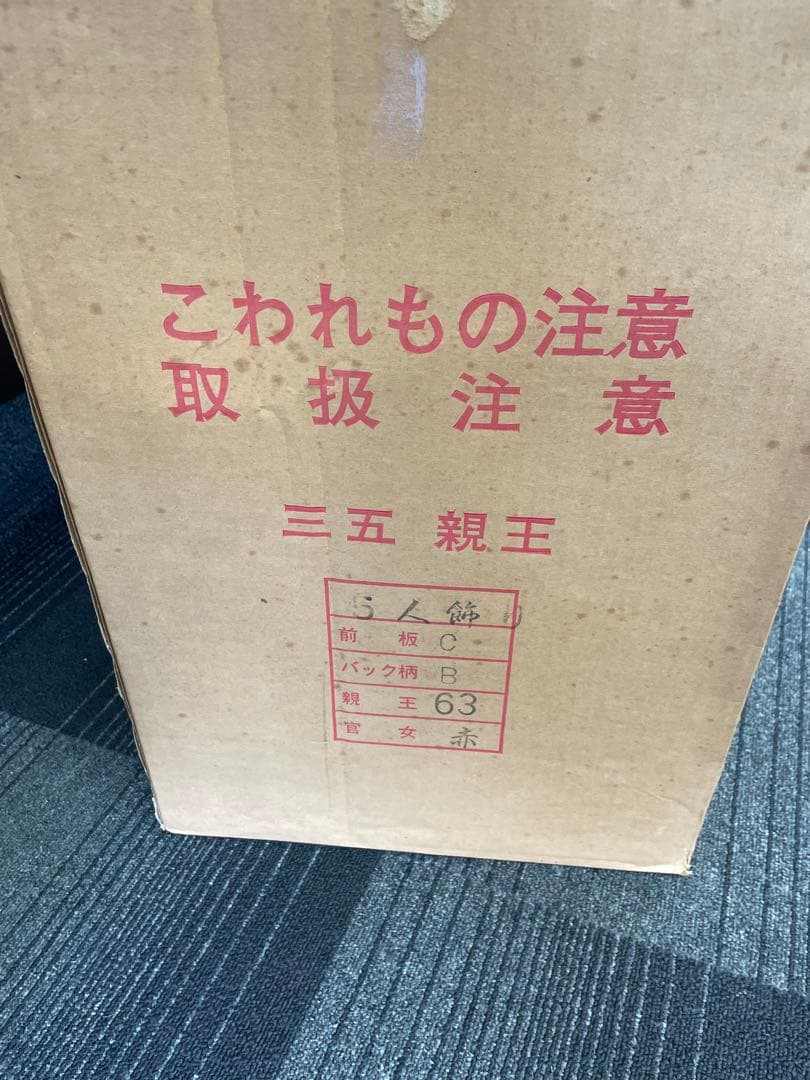 こわれもの注意
取扱注意
三五 親王
5人飾り
前板 C
バック柄 B
親王 63
官女 赤